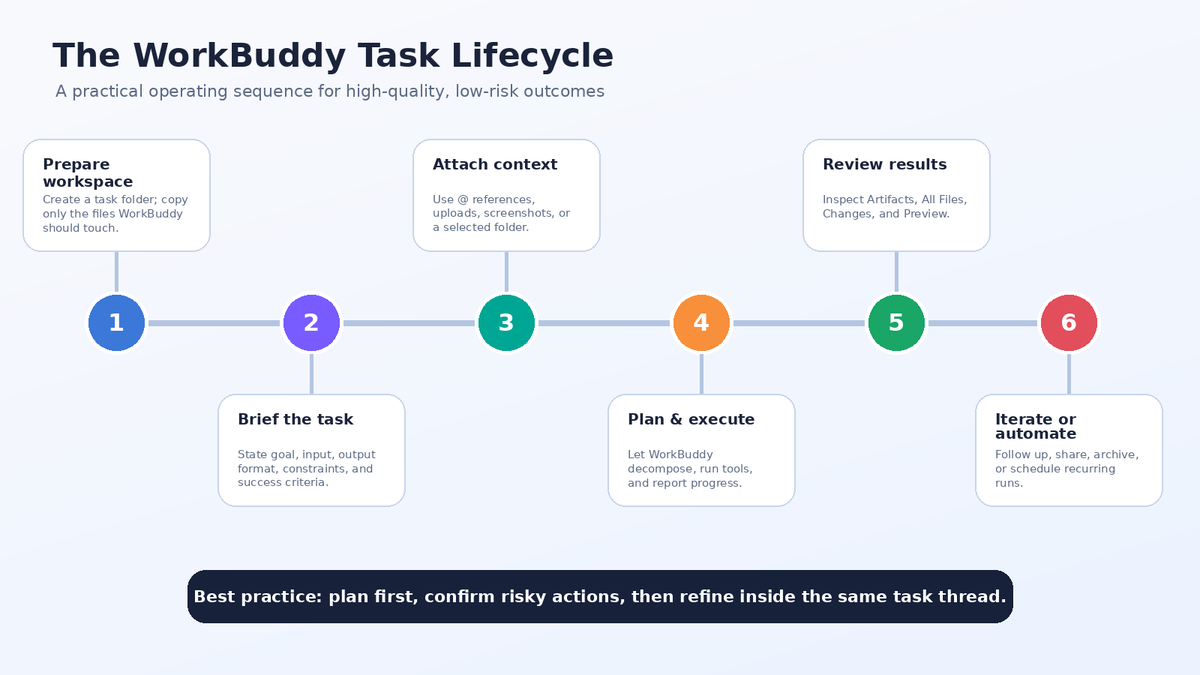 The WorkBuddy Task Lifecycle
A practical operating sequence for high-quality, low-risk outcomes
1
Prepare
workspace
Create a task folder; copy
only the files WorkBuddy
should touch.
2
Brief the task
State goal, input, output
format, constraints, and
success criteria.
3
Attach context
Use @ references,
uploads, screenshots, or
a selected folder.
4
Plan & execute
Let WorkBuddy
decompose, run tools,
and report progress.
5
Review results
Inspect Artifacts, All Files,
Changes, and Preview.
6
Iterate or
automate
Follow up, share, archive,
or schedule recurring
runs.
Best practice: plan first, confirm risky actions, then refine inside the same task thread.